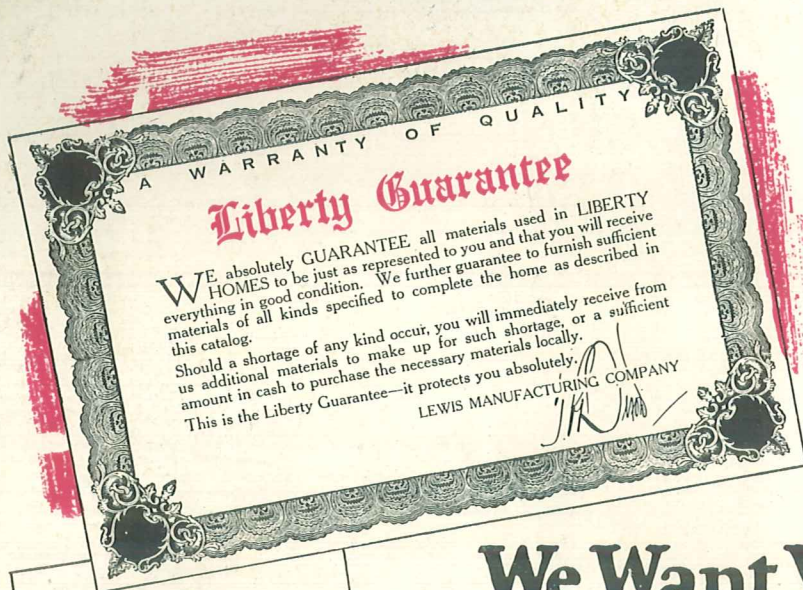 A WARRANTY OF QUALITY
Liberty Guarantee
WE absolutely GUARANTEE all materials used in LIBERTY
HOMES to be just as represented to you and that you will receive
everything in good condition. We further guarantee to furnish sufficient
materials of all kinds specified to complete the home as described in
this catalog.
Should a shortage of any kind occur, you will immediately receive from
us additional materials to make up for such shortage, or a sufficient
amount in cash to purchase the necessary materials locally.
This is the Liberty Guarantee—it protects you absolutely.
LEWIS MANUFACTURING COMPANY
We Want